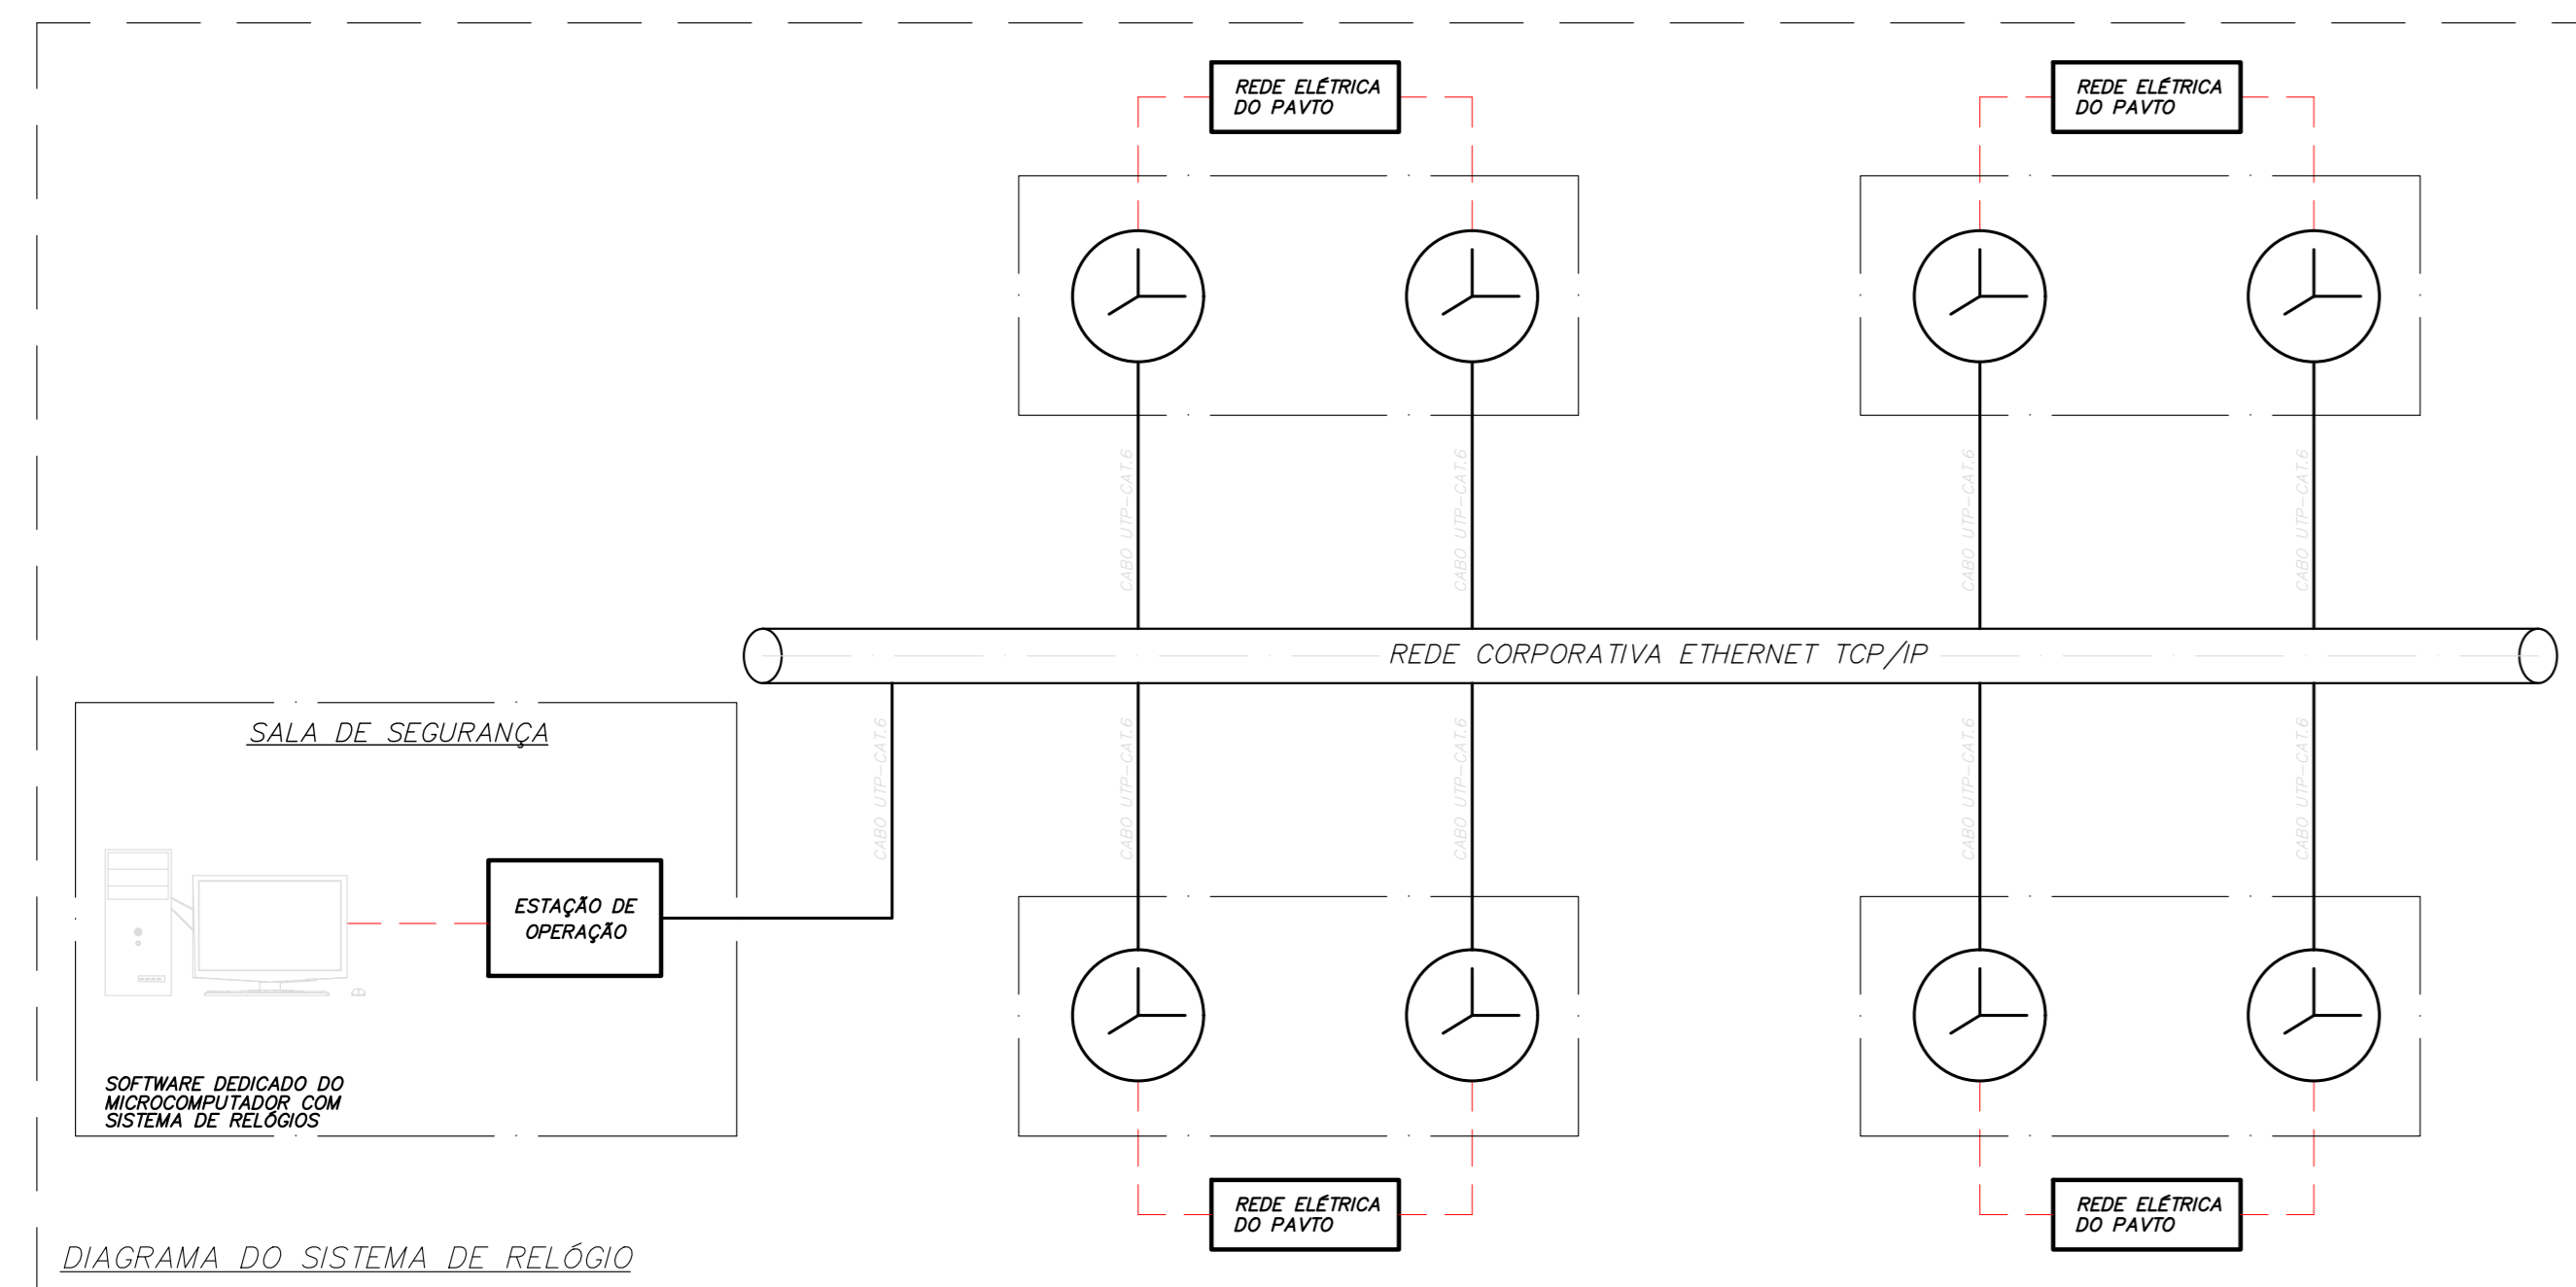 REDE ELÉTRICA
DO PAVTO
REDE ELÉTRICA
DO PAVTO
CABO UTP-CAT.6
CABO UTP-CAT.6
CABO UTP-CAT.6
CABO UTP-CAT.6
REDE CORPORATIVA ETHERNET TCP/IP
SALA DE SEGURANÇA
CABO UTP-CAT.6
CABO UTP-CAT.6
CABO UTP-CAT.6
CABO UTP-CAT.6
CABO UTP-CAT.6
ESTAÇÃO DE
OPERAÇÃO
SOFTWARE DEDICADO DO
MICROCOMPUTADOR COM
SISTEMA DE RELÓGIOS
REDE ELÉTRICA
DO PAVTO
REDE ELÉTRICA
DO PAVTO
DIAGRAMA DO SISTEMA DE RELÓGIO